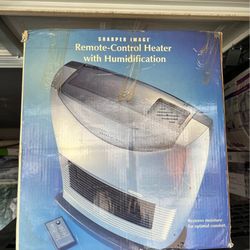 SHARPER IMAGE
Remote-Control Heater
with Humidification
Restores moisture
for optimal comfort.